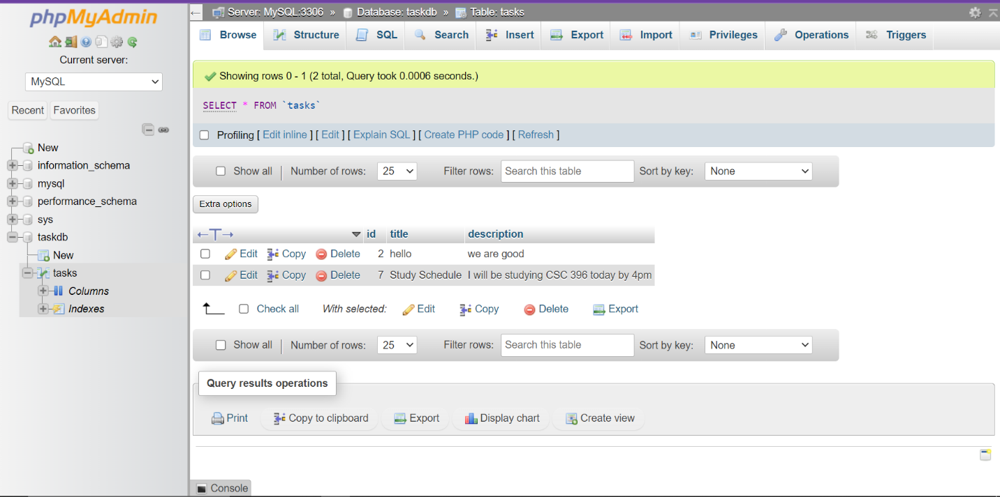 phpMyAdmin
Current server:
MySQL
Recent Favorites
New
information_schema
mysql
performance_schema
sys
taskdb
New
tasks
Columns
Indexes
Server: MySQL:3306 » Database: taskdb » Table: tasks
Browse Structure SQL Search Insert Export Import Privileges Operations Triggers
Showing rows 0 - 1 (2 total, Query took 0.0006 seconds.)
SELECT * FROM `tasks`
Profiling [ Edit inline ] [ Edit ] [ Explain SQL ] [ Create PHP code ] [ Refresh ]
Show all | Number of rows: 25 Filter rows: Search this table Sort by key: None
Extra options
←T→ id title description
Edit Copy Delete 2 hello we are good
Edit Copy Delete 7 Study Schedule I will be studying CSC 396 today by 4pm
Check all With selected: Edit Copy Delete Export
Show all | Number of rows: 25 Filter rows: Search this table Sort by key: None
Query results operations
Print Copy to clipboard Export Display chart Create view
Console